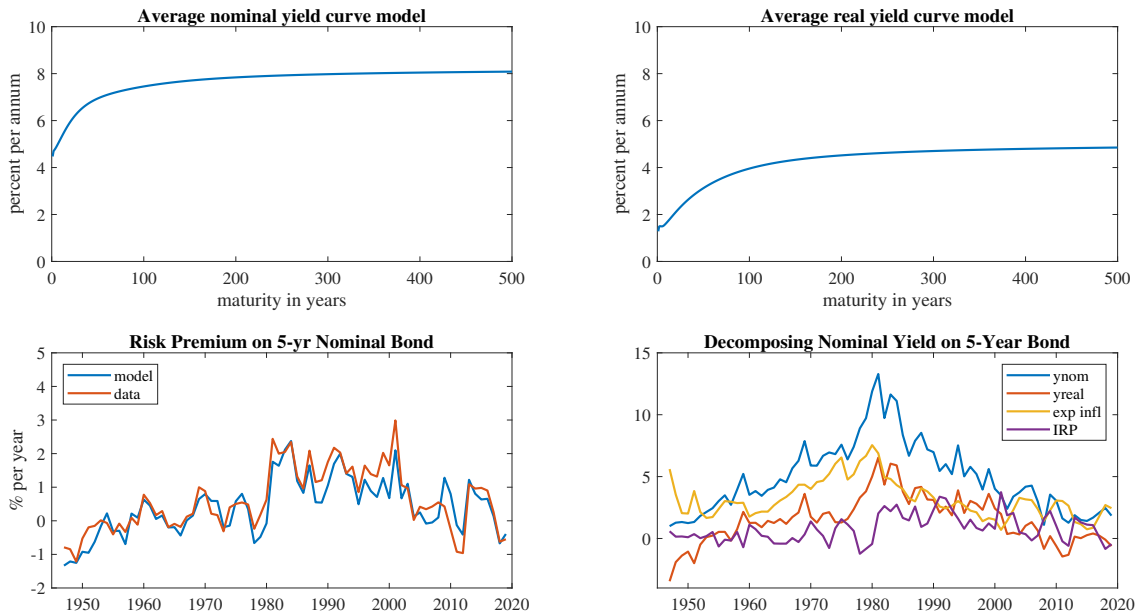 Average nominal yield curve model
10
8
6
4
2
0
percent per annum
0 100 200 300 400 500
maturity in years
Average real yield curve model
10
8
6
4
2
0
percent per annum
0 100 200 300 400 500
maturity in years
Risk Premium on 5-yr Nominal Bond
5
4
3
2
1
0
-1
-2
% per year
model
data
1950 1960 1970 1980 1990 2000 2010 2020
Decomposing Nominal Yield on 5-Year Bond
15
10
5
0
ynom
yreal
exp infl
IRP
1950 1960 1970 1980 1990 2000 2010 2020